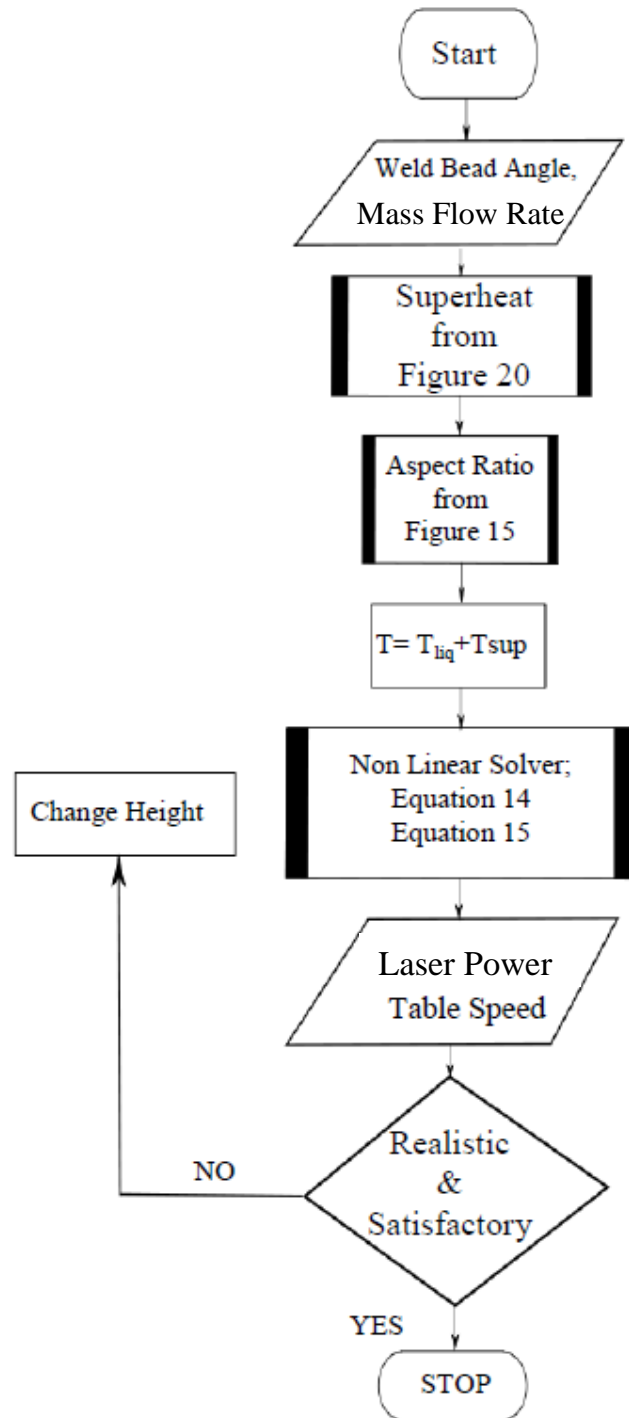 Start
Weld Bead Angle,
Mass Flow Rate
Superheat
from
Figure 20
Aspect Ratio
from
Figure 15
T= Tliq+Tsup
Non Linear Solver;
Equation 14
Equation 15
Change Height
Laser Power
Table Speed
Realistic
&
Satisfactory
NO
YES
STOP